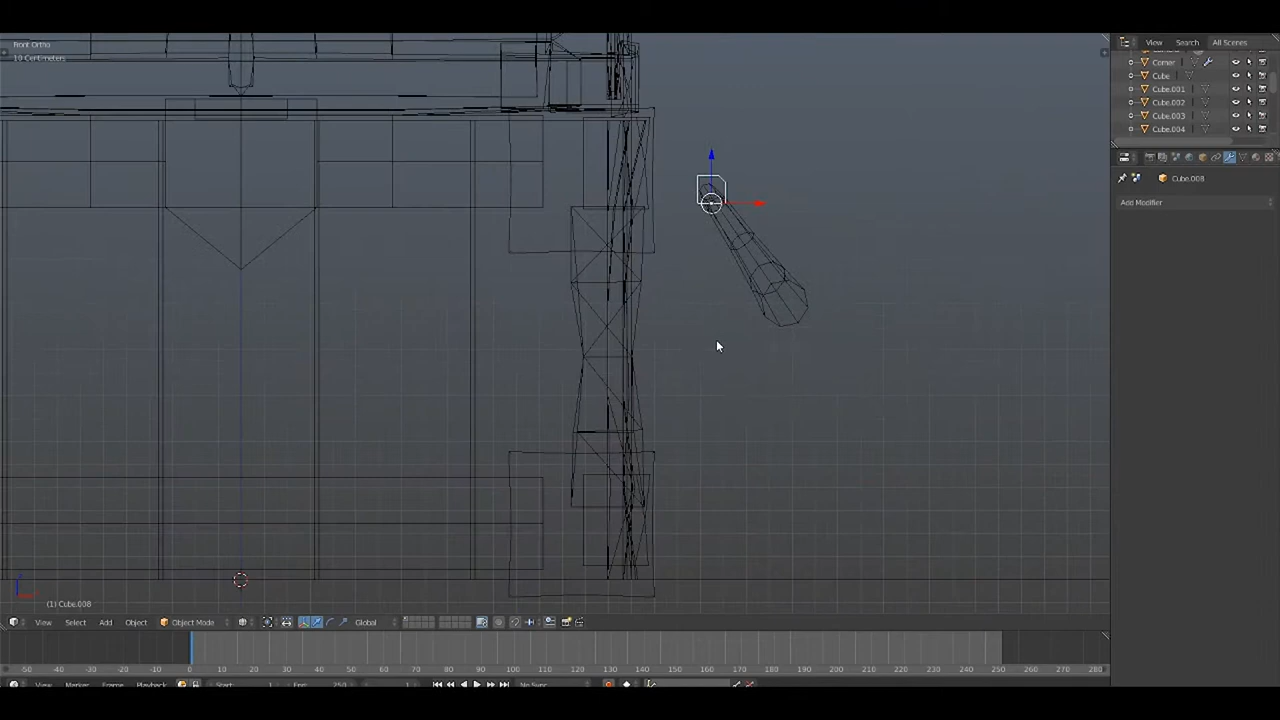 Front Ortho
10 Centimeters
(1) Cube.008
View Select Add Object Object Mode Global
-50 -40 -30 -20 -10 0 10 20 30 40 50 60 70 80 90 100 110 120 130 140 150 160 170 180 190 200 210 220 230 240 250 260 270 280
View Marker Frame Playback Start: 1 End: 250 1 No Sync
View Search All Scenes
Corner
Cube
Cube.001
Cube.002
Cube.003
Cube.004
Cube.008
Add Modifier